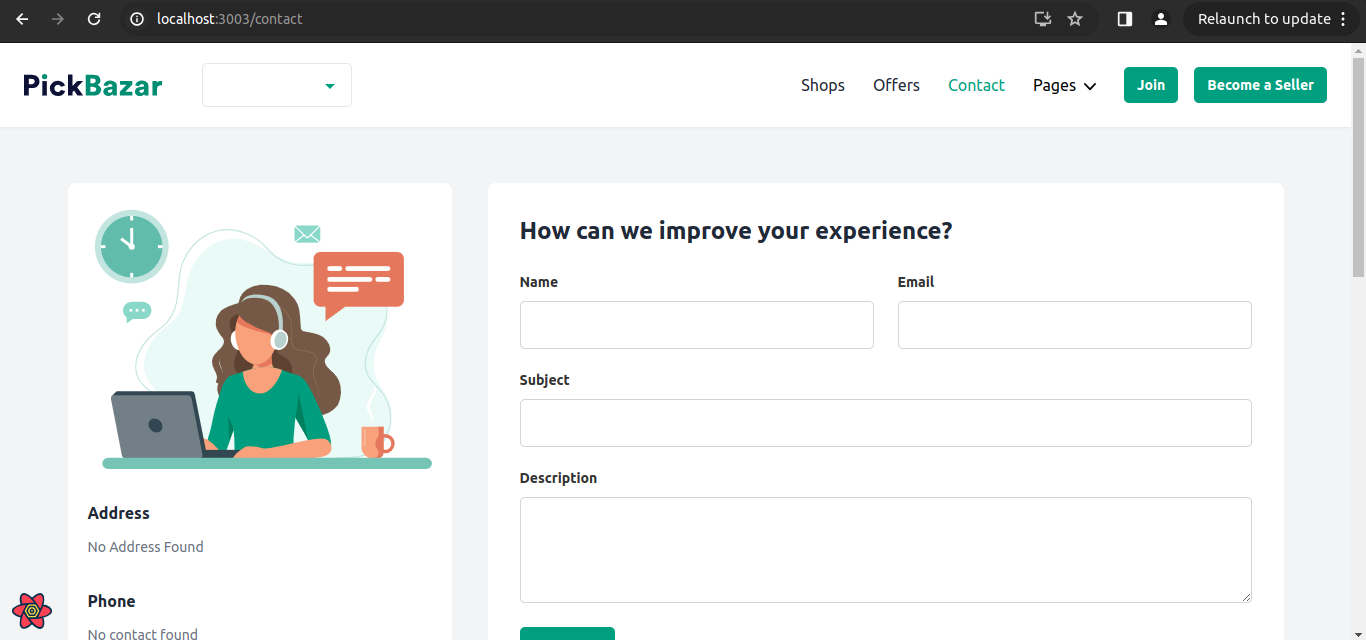 localhost:3003/contact
Relaunch to update
PickBazar
Shops
Offers
Contact
Pages
Join
Become a Seller
How can we improve your experience?
Name
Email
Subject
Description
Address
No Address Found
Phone
No contact found